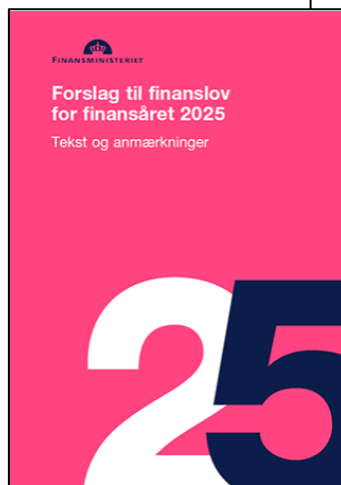 FINANSMINISTERIET
Forslag til finanslov
for finansåret 2025
Tekst og anmærkninger
25